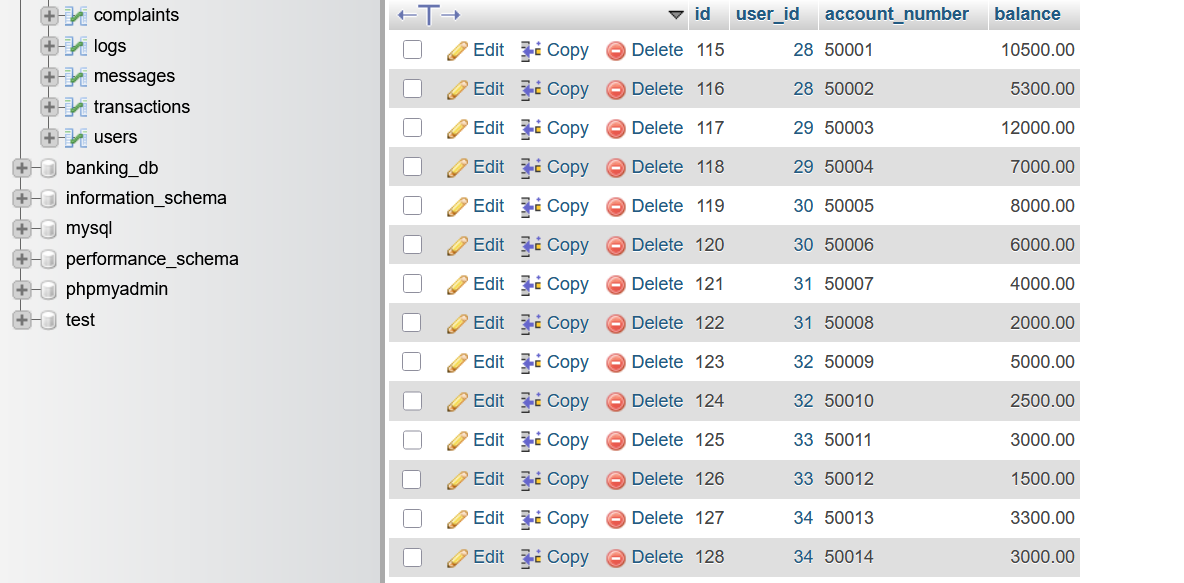 complaints
logs
messages
transactions
users
banking_db
information_schema
mysql
performance_schema
phpmyadmin
test
id user_id account_number balance
Edit Copy Delete 115 28 50001 10500.00
Edit Copy Delete 116 28 50002 5300.00
Edit Copy Delete 117 29 50003 12000.00
Edit Copy Delete 118 29 50004 7000.00
Edit Copy Delete 119 30 50005 8000.00
Edit Copy Delete 120 30 50006 6000.00
Edit Copy Delete 121 31 50007 4000.00
Edit Copy Delete 122 31 50008 2000.00
Edit Copy Delete 123 32 50009 5000.00
Edit Copy Delete 124 32 50010 2500.00
Edit Copy Delete 125 33 50011 3000.00
Edit Copy Delete 126 33 50012 1500.00
Edit Copy Delete 127 34 50013 3300.00
Edit Copy Delete 128 34 50014 3000.00